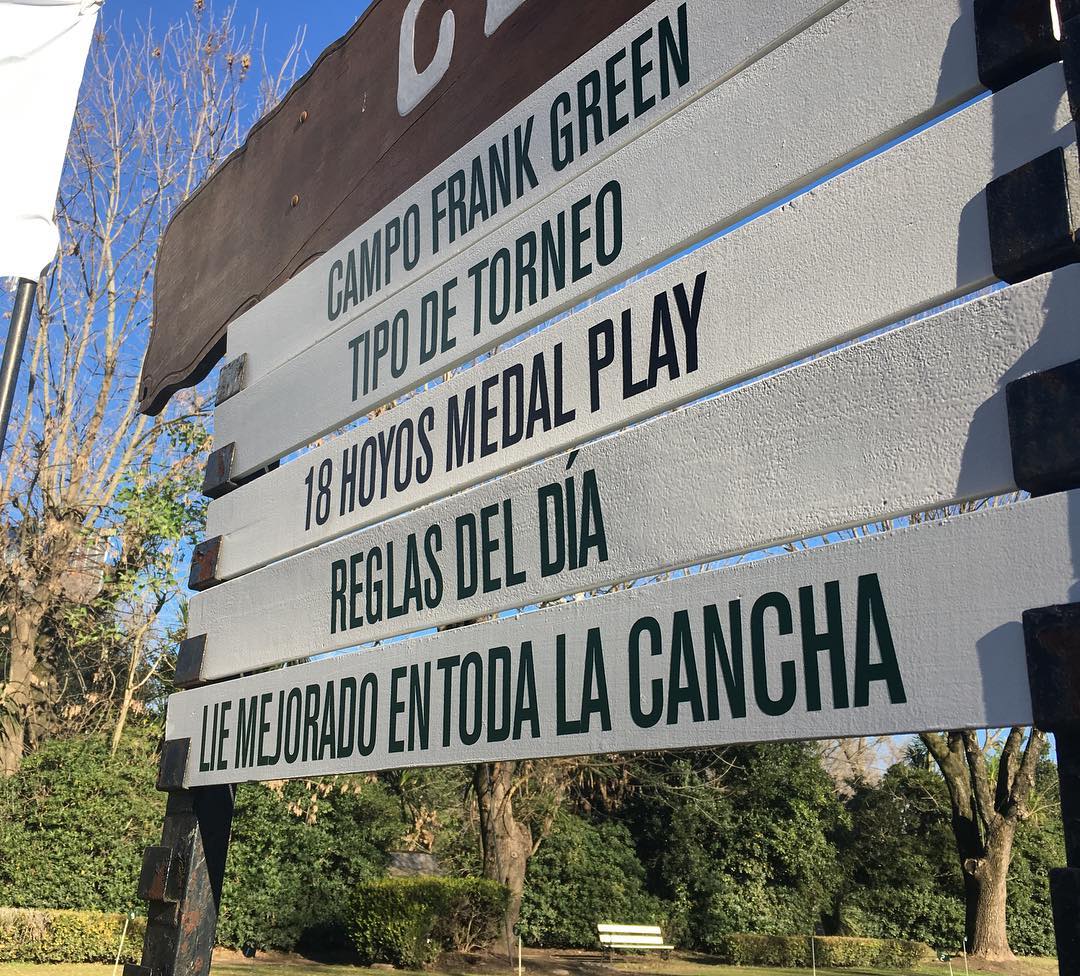 CAMPO FRANK GREEN
TIPO DE TORNEO
18 HOYOS MEDAL PLAY
REGLAS DEL DÍA
LIE MEJORADO EN TODA LA CANCHA